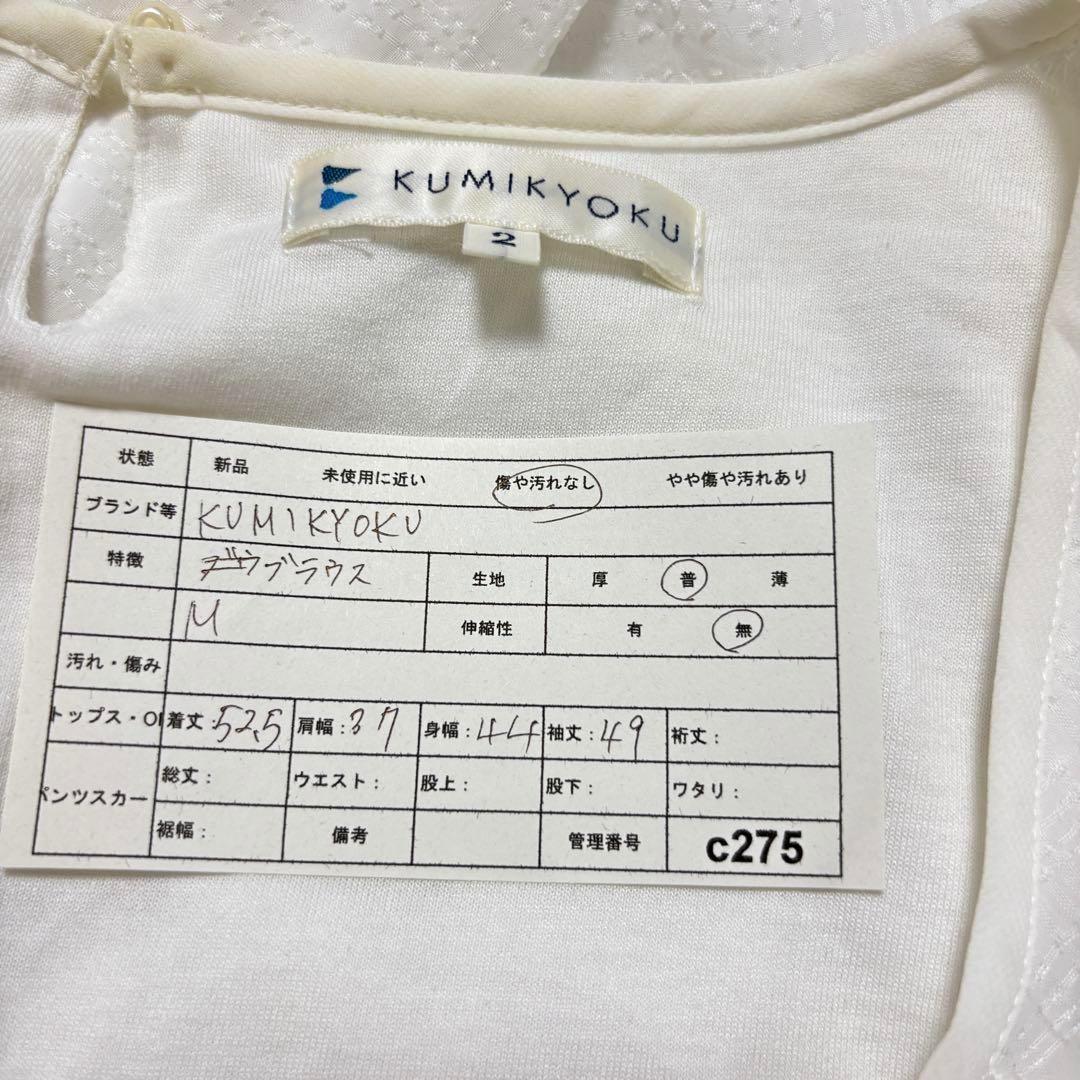 KUMIKYOKU
2
状態 新品 未使用に近い 傷や汚れなし やや傷や汚れあり
ブランド等 KUMIKYOKU
特徴 ブラウス 生地 厚 普 薄
M 伸縮性 有 無
汚れ・傷み
トップス・O 着丈:52.5 肩幅:37 身幅:44 袖丈:49 裄丈:
パンツスカー 総丈: ウエスト: 股上: 股下: ワタリ:
裾幅: 備考 管理番号 c275